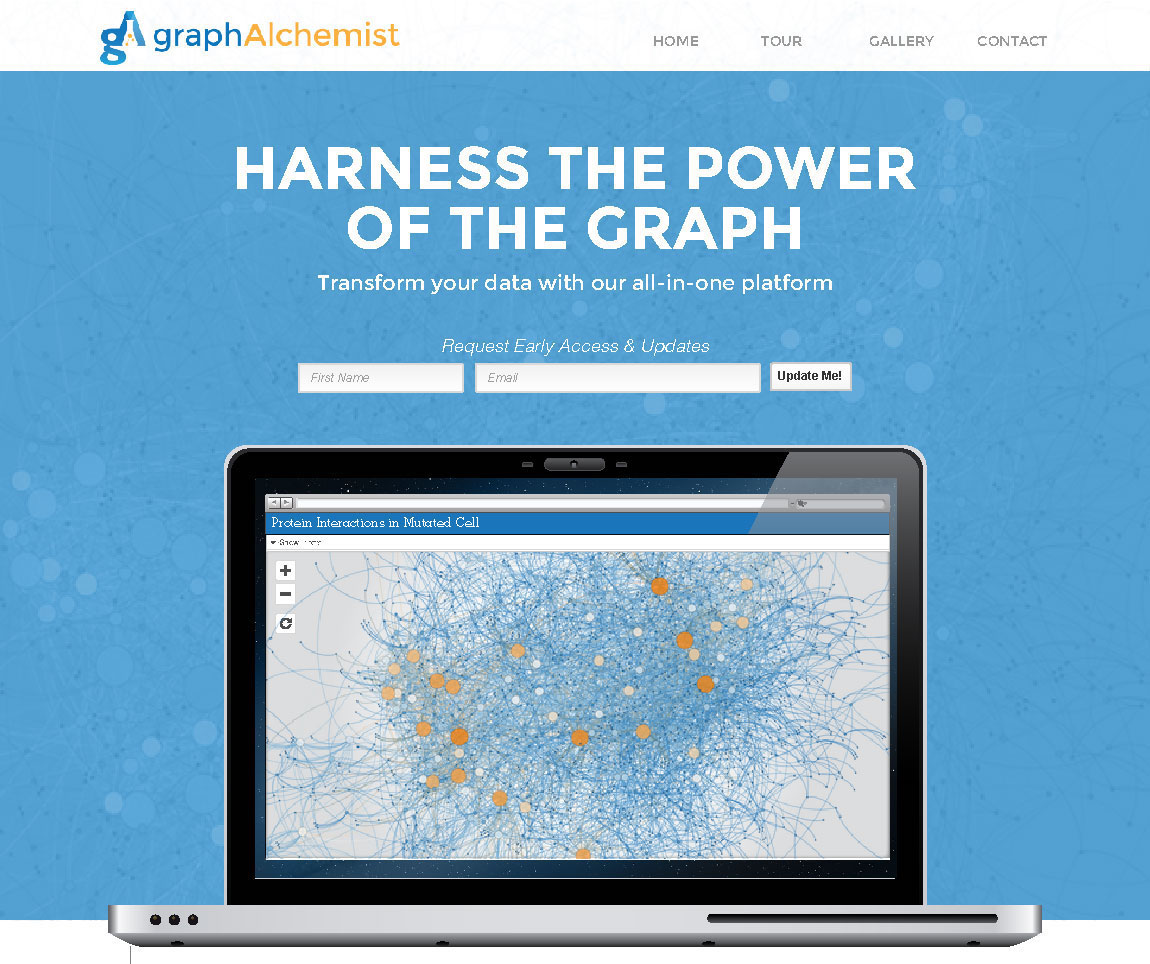 gA graphAlchemist
HOME TOUR GALLERY CONTACT
HARNESS THE POWER
OF THE GRAPH
Transform your data with our all-in-one platform
Request Early Access & Updates
First Name Email Update Me!
Protein Interactions in Mutated Cell
Show